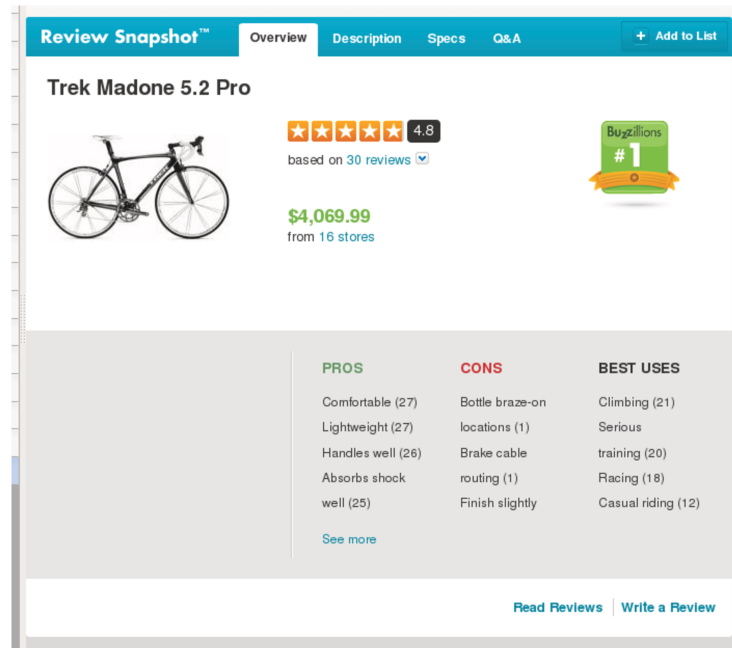 Review Snapshot™
Overview
Description
Specs
Q&A
+ Add to List
Trek Madone 5.2 Pro
4.8
based on 30 reviews
Buzzillions
#1
$4,069.99
from 16 stores
PROS
Comfortable (27)
Lightweight (27)
Handles well (26)
Absorbs shock
well (25)
See more
CONS
Bottle braze-on
locations (1)
Brake cable
routing (1)
Finish slightly
BEST USES
Climbing (21)
Serious
training (20)
Racing (18)
Casual riding (12)
Read Reviews
Write a Review